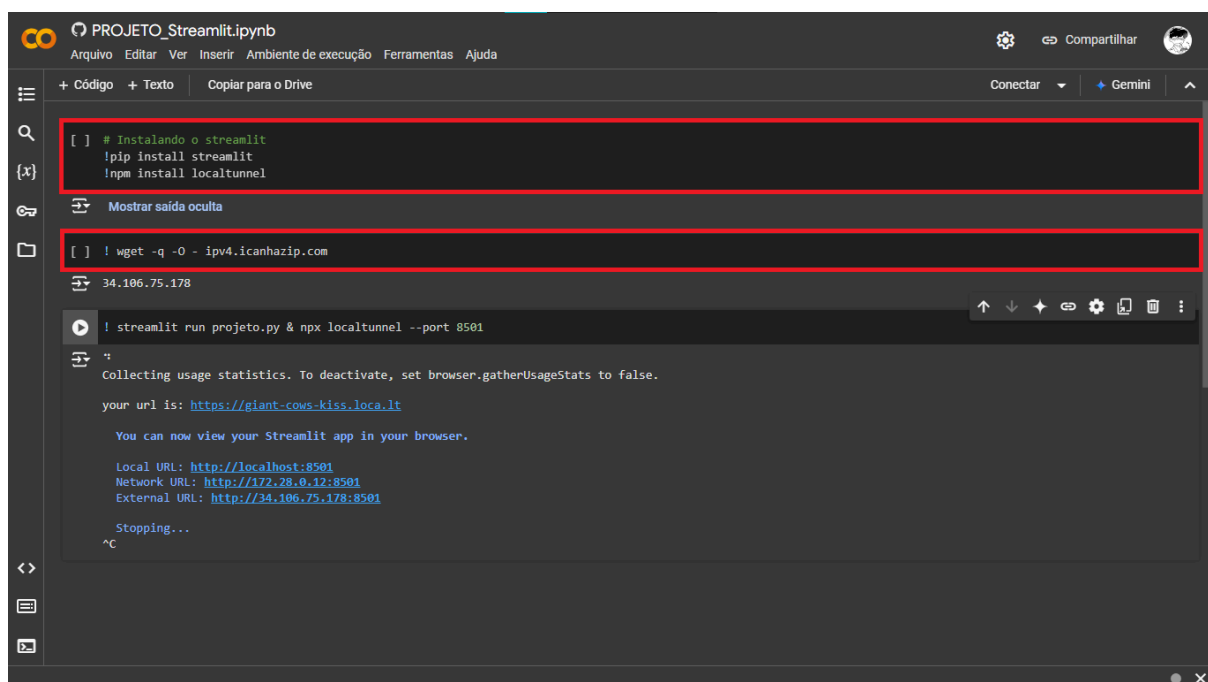 PROJETO_Streamlit.ipynb
Arquivo Editar Ver Inserir Ambiente de execução Ferramentas Ajuda
Compartilhar
+ Código + Texto Copiar para o Drive
Conectar
Gemini
{x}
[ ] # Instalando o streamlit
!pip install streamlit
!npm install localtunnel
Mostrar saída oculta
[ ] ! wget -q -O - ipv4.icanhazip.com
34.106.75.178
! streamlit run projeto.py & npx localtunnel --port 8501
Collecting usage statistics. To deactivate, set browser.gatherUsageStats to false.
your url is: https://giant-cows-kiss.loca.lt
You can now view your Streamlit app in your browser.
Local URL: http://localhost:8501
Network URL: http://172.28.0.12:8501
External URL: http://34.106.75.178:8501
Stopping...
^C